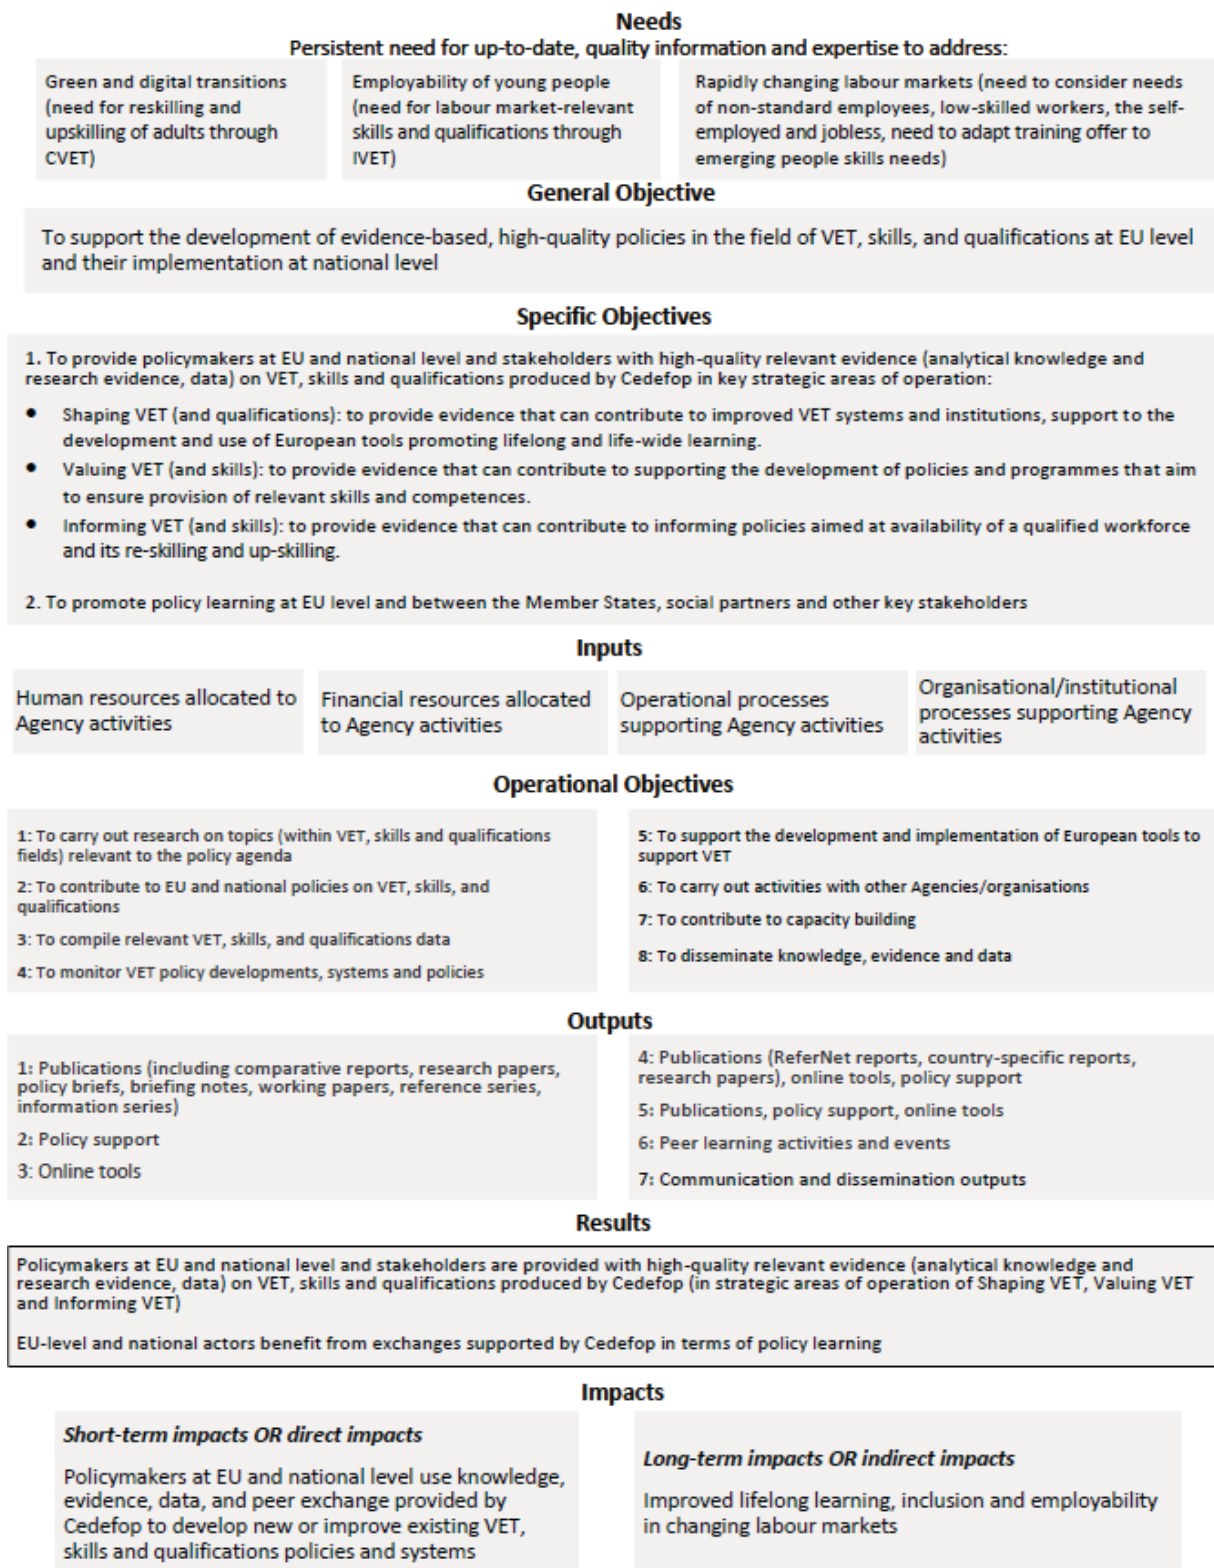 Needs
Persistent need for up-to-date, quality information and expertise to address:
Green and digital transitions
(need for reskilling and
upskilling of adults through
CVET)
Employability of young people
(need for labour market-relevant
skills and qualifications through
IVET)
Rapidly changing labour markets (need to consider needs
of non-standard employees, low-skilled workers, the self-
employed and jobless, need to adapt training offer to
emerging people skills needs)
General Objective
To support the development of evidence-based, high-quality policies in the field of VET, skills, and qualifications at EU level
and their implementation at national level
Specific Objectives
1. To provide policymakers at EU and national level and stakeholders with high-quality relevant evidence (analytical knowledge and
research evidence, data) on VET, skills and qualifications produced by Cedefop in key strategic areas of operation:
• Shaping VET (and qualifications): to provide evidence that can contribute to improved VET systems and institutions, support to the
development and use of European tools promoting lifelong and life-wide learning.
• Valuing VET (and skills): to provide evidence that can contribute to supporting the development of policies and programmes that aim
to ensure provision of relevant skills and competences.
• Informing VET (and skills): to provide evidence that can contribute to informing policies aimed at availability of a qualified workforce
and its re-skilling and up-skilling.
2. To promote policy learning at EU level and between the Member States, social partners and other key stakeholders
Inputs
Human resources allocated to
Agency activities
Financial resources allocated
to Agency activities
Operational processes
supporting Agency activities
Organisational/institutional
processes supporting Agency
activities
Operational Objectives
1: To carry out research on topics (within VET, skills and qualifications
fields) relevant to the policy agenda
2: To contribute to EU and national policies on VET, skills, and
qualifications
3: To compile relevant VET, skills, and qualifications data
4: To monitor VET policy developments, systems and policies
5: To support the development and implementation of European tools to
support VET
6: To carry out activities with other Agencies/organisations
7: To contribute to capacity building
8: To disseminate knowledge, evidence and data
Outputs
1: Publications (including comparative reports, research papers,
policy briefs, briefing notes, working papers, reference series,
information series)
2: Policy support
3: Online tools
4: Publications (ReferNet reports, country-specific reports,
research papers), online tools, policy support
5: Publications, policy support, online tools
6: Peer learning activities and events
7: Communication and dissemination outputs
Results
Policymakers at EU and national level and stakeholders are provided with high-quality relevant evidence (analytical knowledge and
research evidence, data) on VET, skills and qualifications produced by Cedefop (in strategic areas of operation of Shaping VET, Valuing VET
and Informing VET)
EU-level and national actors benefit from exchanges supported by Cedefop in terms of policy learning
Impacts
Short-term impacts OR direct impacts
Policymakers at EU and national level use knowledge,
evidence, data, and peer exchange provided by
Cedefop to develop new or improve existing VET,
skills and qualifications policies and systems
Long-term impacts OR indirect impacts
Improved lifelong learning, inclusion and employability
in changing labour markets